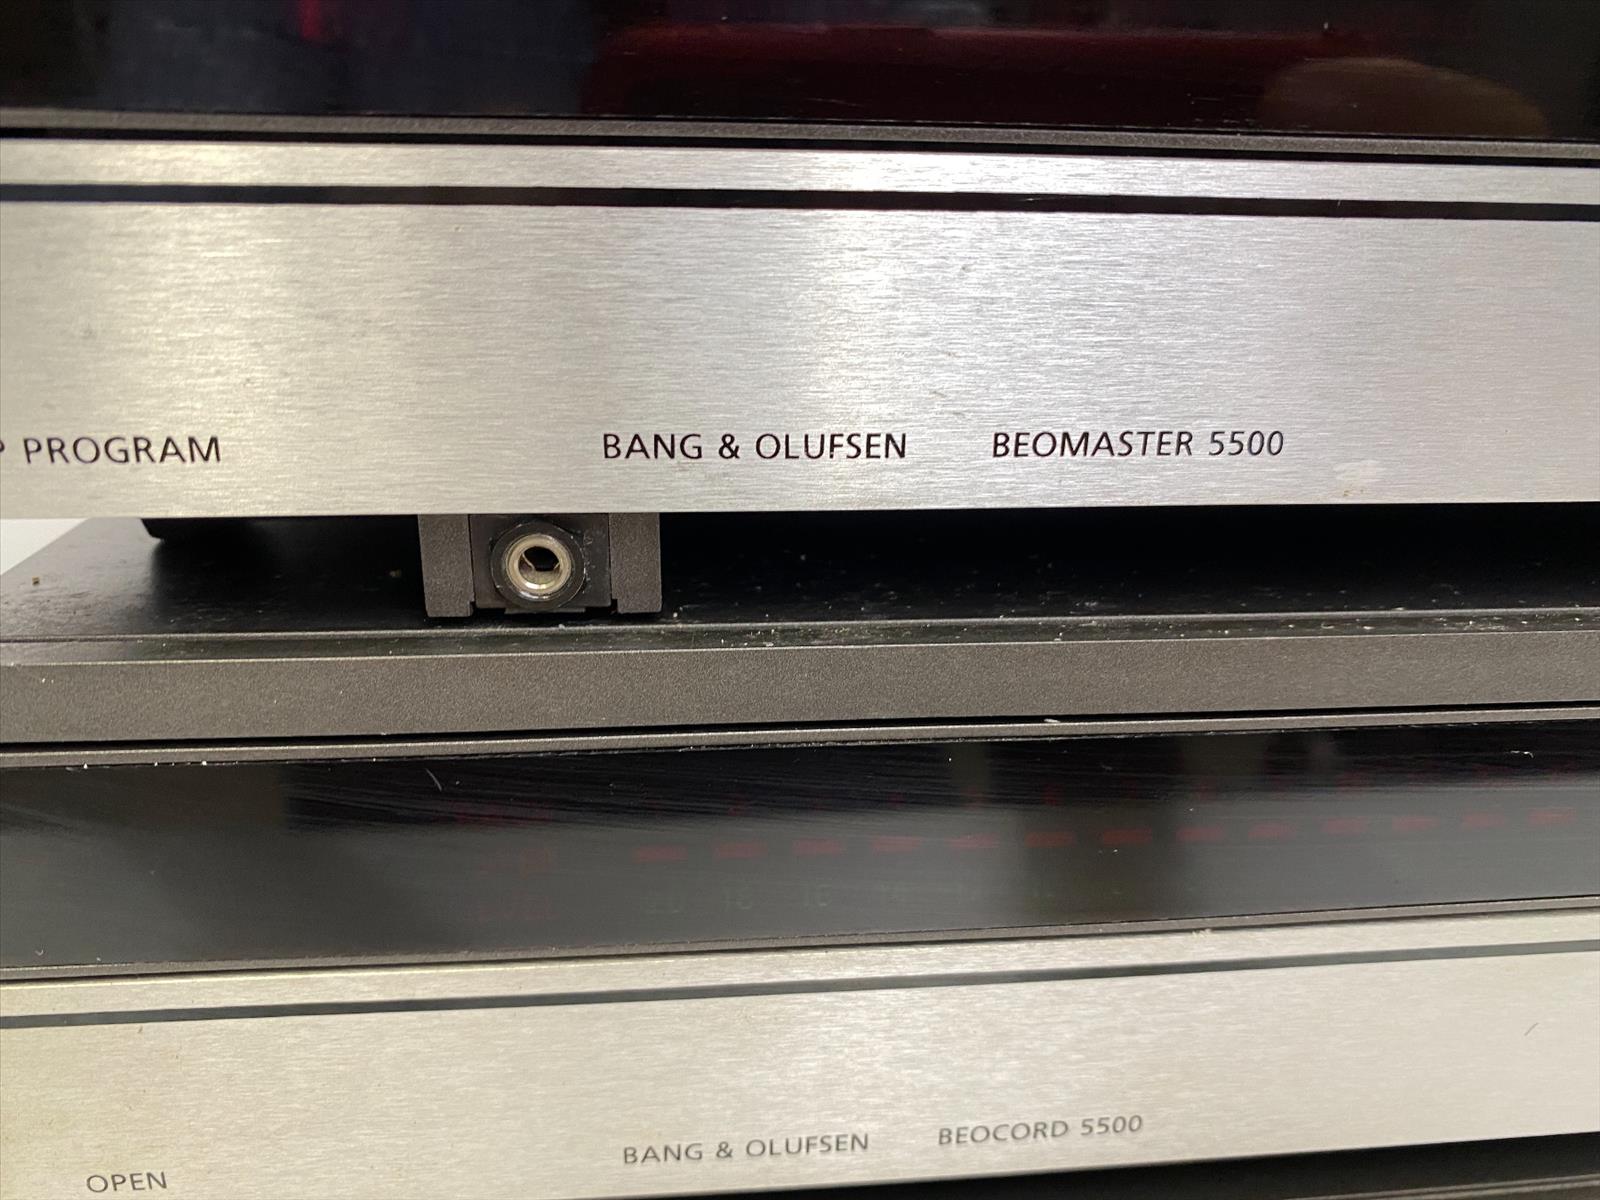 PROGRAM
BANG & OLUFSEN BEOMASTER 5500
BANG & OLUFSEN BEOCORD 5500
OPEN